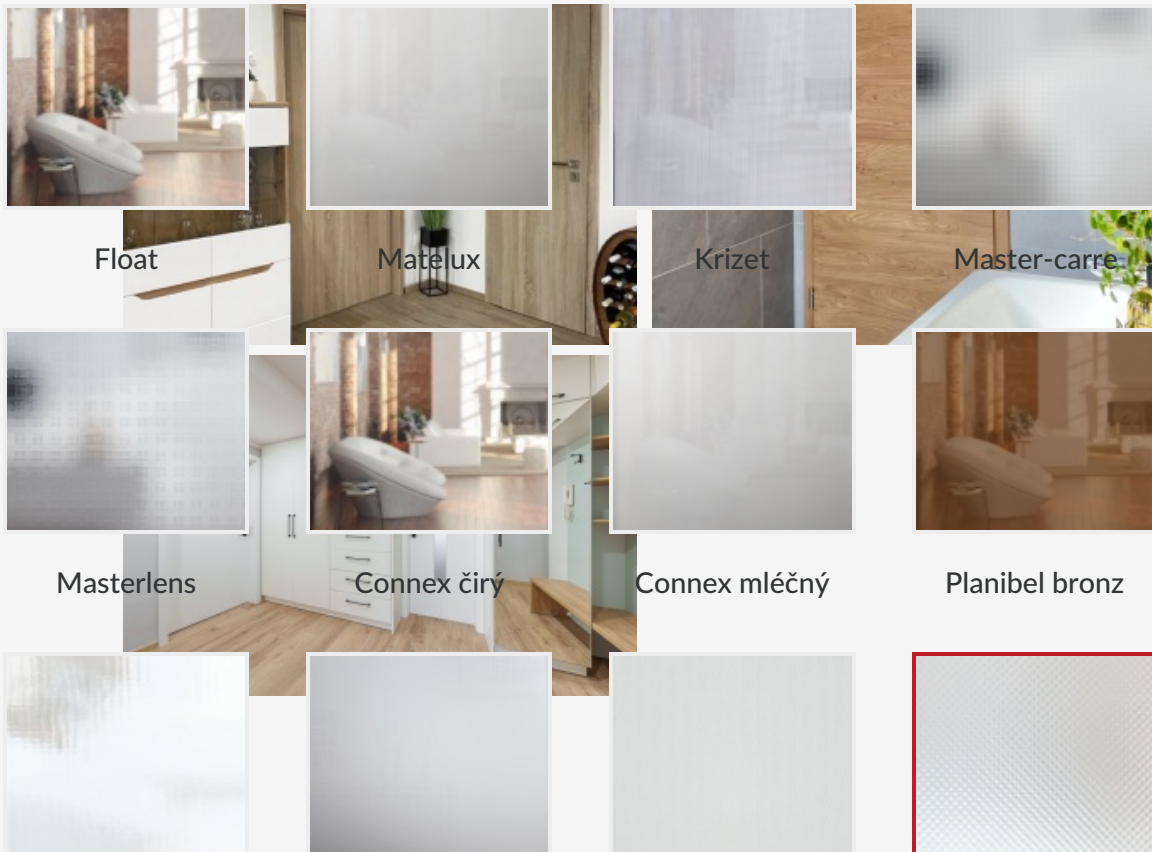 Float
Matelux
Krizet
Master-carre
Masterlens
Connex čirý
Connex mléčný
Planibel bronz